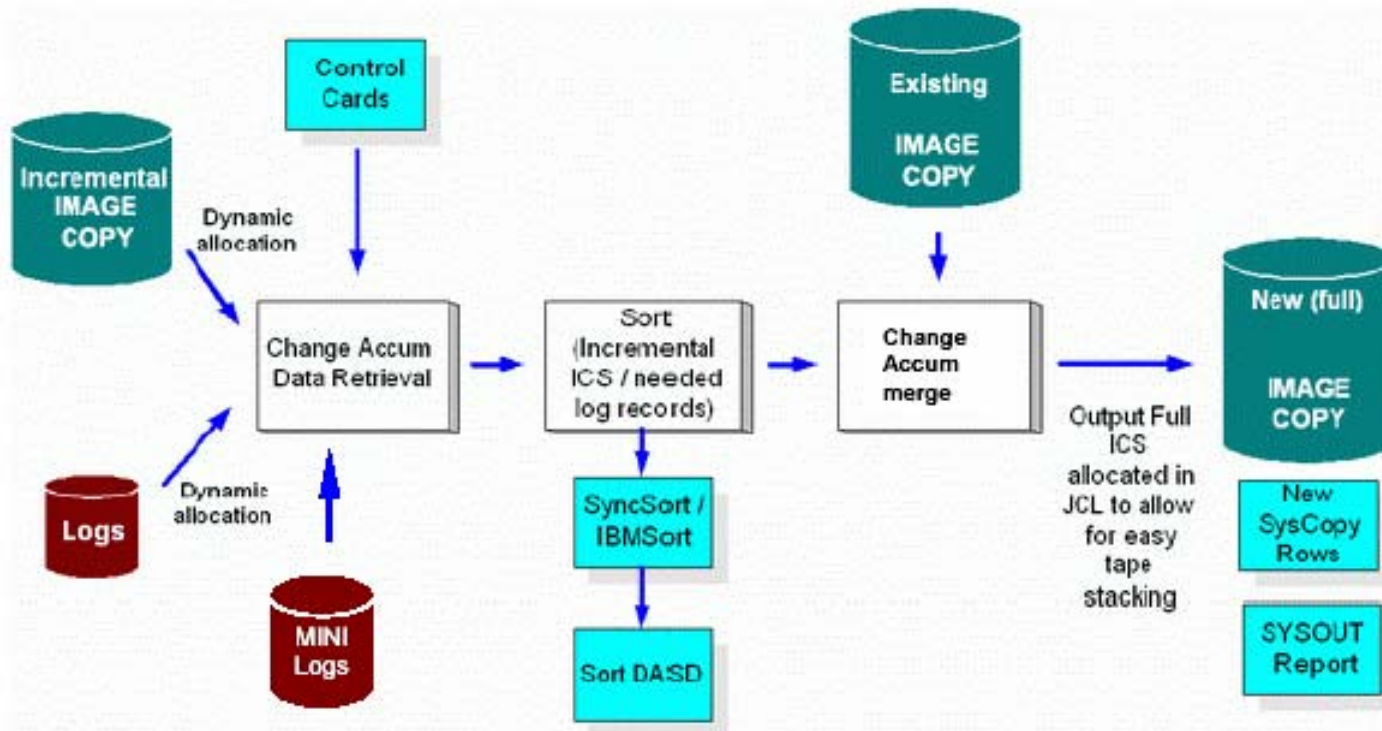 Control
Cards
Existing
IMAGE
COPY
Incremental
IMAGE
COPY
Dynamic
allocation
New (full)
IMAGE
COPY
Change Accum
Data Retrieval
Sort
(Incremental
ICS / needed
log records)
Change
Accum
merge
Output Full
ICS
allocated in
JCL to allow
for easy
tape
stacking
Logs
Dynamic
allocation
MINI
Logs
SyncSort /
IBMSort
Sort DASD
New
SysCopy
Rows
SYSOUT
Report